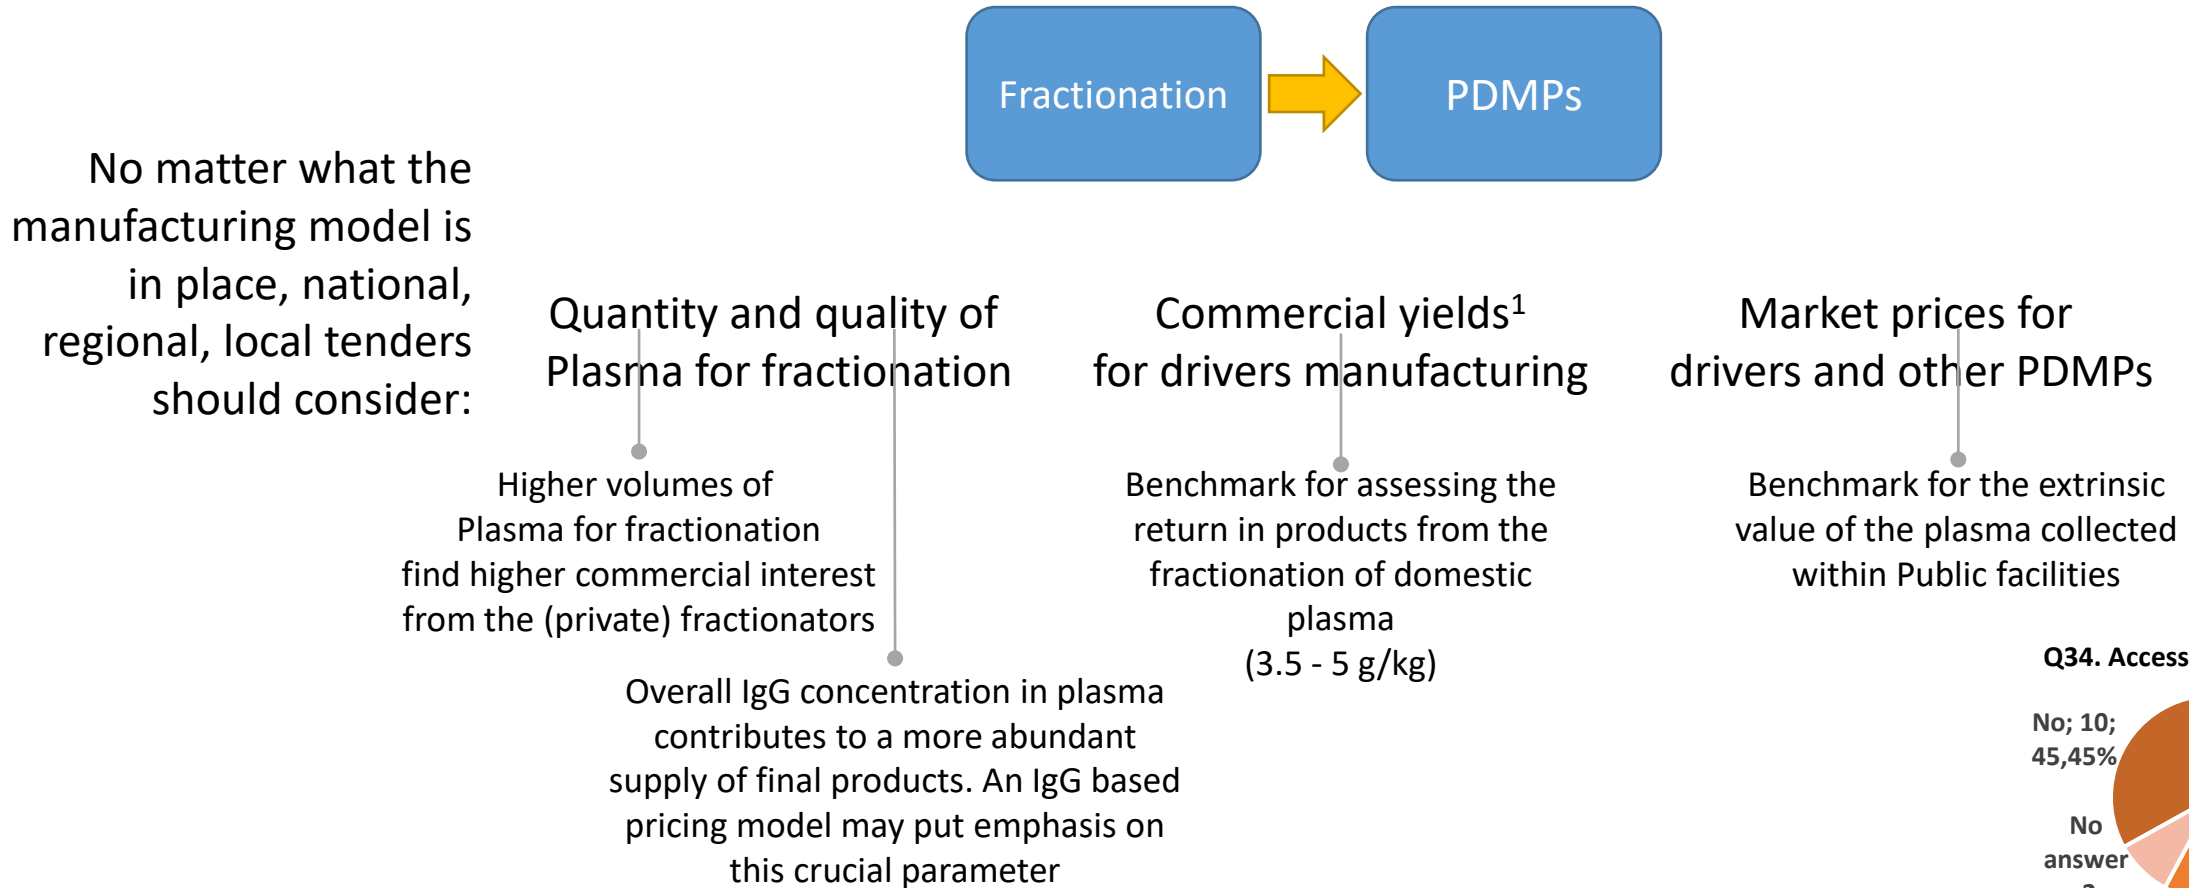 Fractionation
PDMPs
No matter what the
manufacturing model is
in place, national,
regional, local tenders
should consider:
Quantity and quality of
Plasma for fractionation
Commercial yields¹
for drivers manufacturing
Market prices for
drivers and other PDMPs
Higher volumes of
Plasma for fractionation
find higher commercial interest
from the (private) fractionators
Overall IgG concentration in plasma
contributes to a more abundant
supply of final products. An IgG based
pricing model may put emphasis on
this crucial parameter
Benchmark for assessing the
return in products from the
fractionation of domestic
plasma
(3.5 - 5 g/kg)
Benchmark for the extrinsic
value of the plasma collected
within Public facilities
Q34. Access
No; 10;
45,45%
No
answer